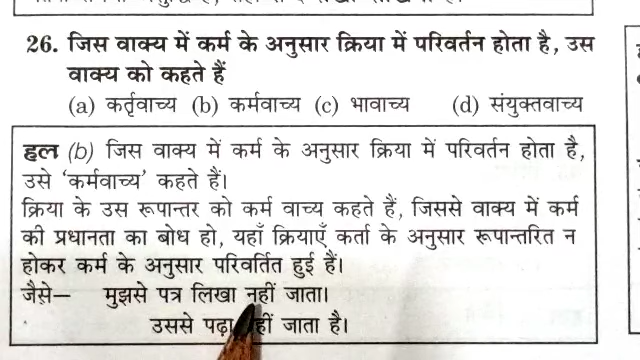 26. जिस वाक्य में कर्म के अनुसार क्रिया में परिवर्तन होता है, उस
वाक्य को कहते हैं
(a) कर्तृवाच्य (b) कर्मवाच्य (c) भावाच्य (d) संयुक्तवाच्य
हल (b) जिस वाक्य में कर्म के अनुसार क्रिया में परिवर्तन होता है,
उसे ‘कर्मवाच्य’ कहते हैं।
क्रिया के उस रूपान्तर को कर्म वाच्य कहते हैं, जिससे वाक्य में कर्म
की प्रधानता का बोध हो, यहाँ क्रियाएँ कर्ता के अनुसार रूपान्तरित न
होकर कर्म के अनुसार परिवर्तित हुई हैं।
जैसे– मुझसे पत्र लिखा नहीं जाता।
उससे पढ़ा जाता है।